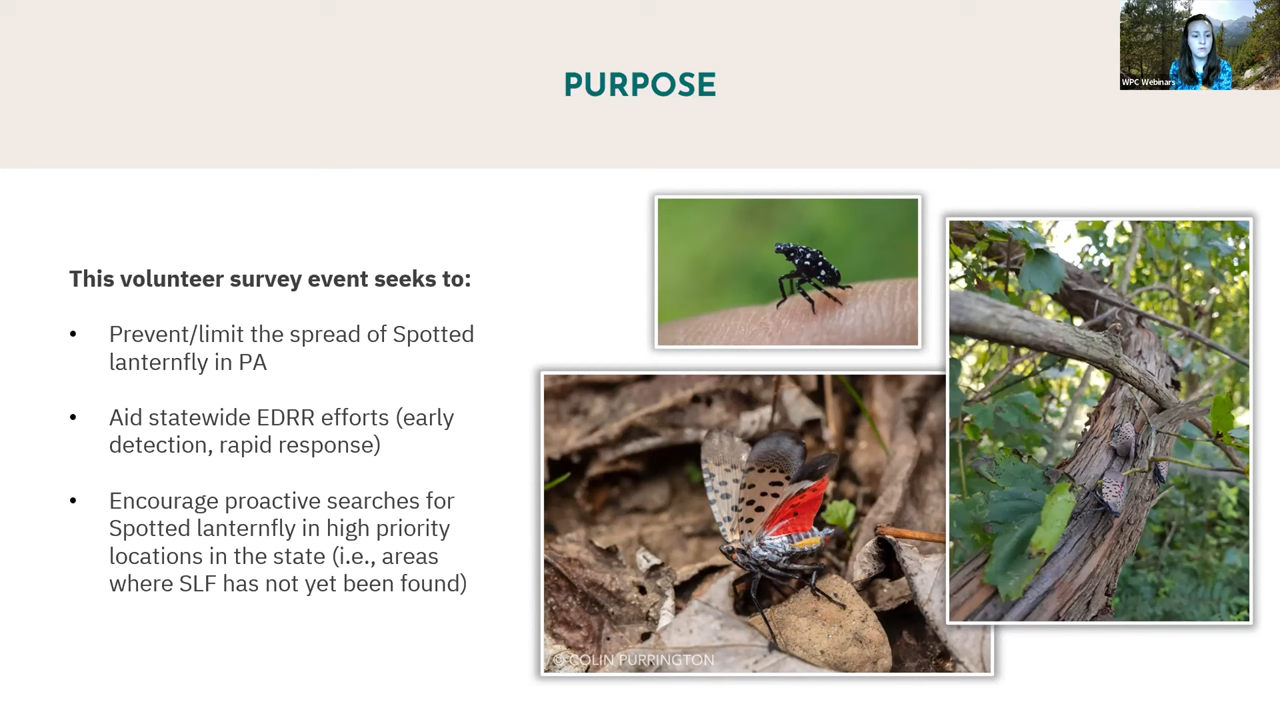 PURPOSE
WPC Webinars
This volunteer survey event seeks to:
• Prevent/limit the spread of Spotted
lanternfly in PA
• Aid statewide EDRR efforts (early
detection, rapid response)
• Encourage proactive searches for
Spotted lanternfly in high priority
locations in the state (i.e., areas
where SLF has not yet been found)
© COLIN PURRINGTON